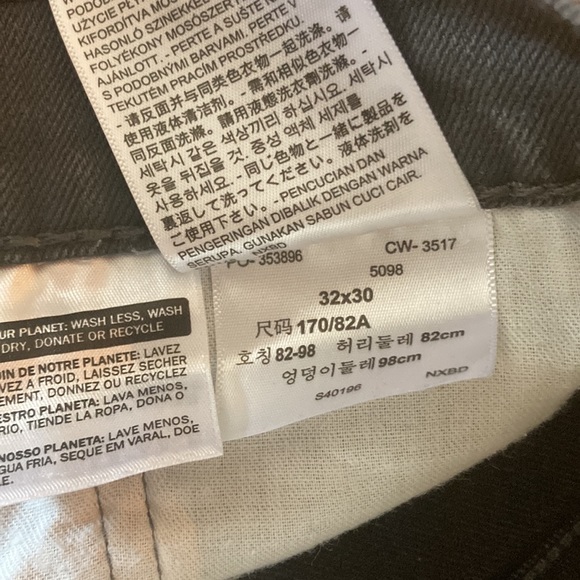 PODOBO
UŻYCIE PŁY
KIFORDÍTVA MOSÓSZER
HASONLÓ SZINEKKEL
FOLYÉKONY MOSÓSZER
AJÁNLOTT. - PERTE A SUŠTE N
S PODOBNÝMI BARVAMI. PERTE V
TEKUTÉM PRACÍM PROSTŘEDKU.
- 请反面并与同类色衣物一起洗涤。请
使用液体清洁剂。- 需和相似色衣物一
同反面洗滌。請用液態洗衣劑洗滌。-
세탁시 같은 색상끼리 하십시요. 세탁시
옷을 뒤집을 것. 중성 액체 세제를
사용하세요. - 同じ色物と一緒に製品を
裏返して洗ってください。液体洗剤を
ご使用下さい。- PENCUCIAN DAN
PENGERINGAN DIBALIK DENGAN WARNA
SERUPA. GUNAKAN SABUN CUCI CAIR.
NXBD
353896
CW- 3517
5098
32x30
尺码 170/82A
호칭 82-98 허리둘레 82cm
엉덩이둘레 98cm
S40196 NXBD
UR PLANET: WASH LESS, WASH
DRY, DONATE OR RECYCLE
OIN DE NOTRE PLANETE: LAVEZ
VEZ A FROID, LAISSEZ SECHER
EMENT, DONNEZ OU RECYCLEZ
ESTRO PLANETA: LAVA MENOS,
RIO, TIENDE LA ROPA, DONA O
NOSSO PLANETA: LAVE MENOS,
GUA FRIA, SEQUE EM VARAL, DOE
E.